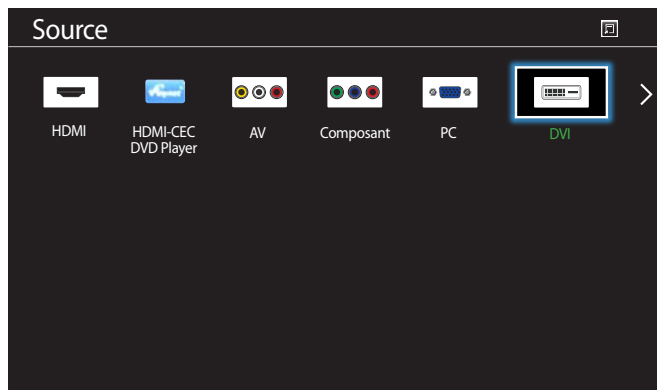 Source
HDMI
HDMI-CEC
DVD Player
AV
Composant
PC
DVI